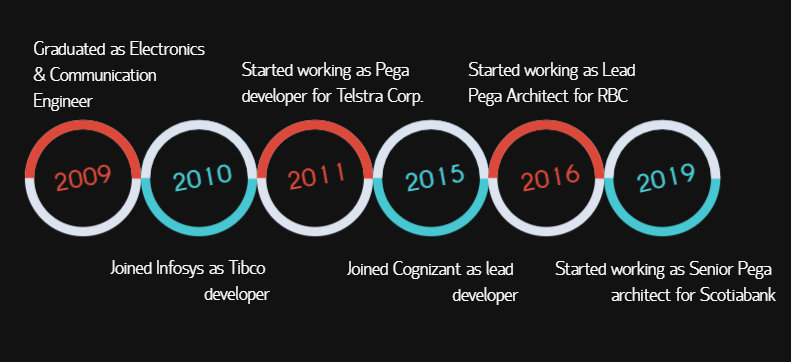 Graduated as Electronics
& Communication
Engineer
Started working as Pega
developer for Telstra Corp.
Started working as Lead
Pega Architect for RBC
2009
2010
2011
2015
2016
2019
Joined Infosys as Tibco
developer
Joined Cognizant as lead
developer
Started working as Senior Pega
architect for Scotiabank